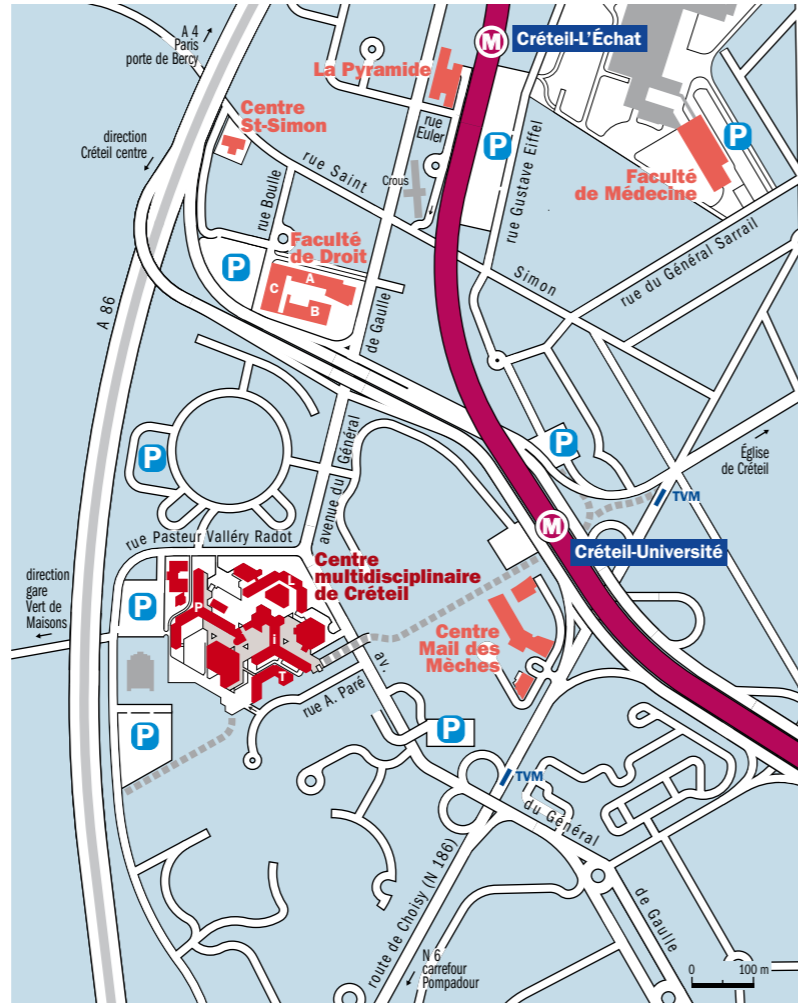 A 4
Paris
porte de Bercy
M
Créteil-L'Échat
La Pyramide
Centre
St-Simon
rue
Euler
P
P
direction
Créteil centre
rue Saint
Crous
rue Gustave Eiffel
Faculté
de Médecine
rue Boulle
Faculté
de Droit
P
A
C
B
Simon
rue du Général Sarrail
A 86
de Gaulle
P
P
Église
de Créteil
avenue du Général
TVM
M
Créteil-Université
rue Pasteur Valléry Radot
Centre
multidisciplinaire
de Créteil
direction
gare
Vert de
Maisons
P
P
L
i
T
Centre
Mail des
Mèches
av.
rue A. Paré
P
P
TVM
du Général
de Gaulle
route de Choisy (N 186)
N 6
carrefour
Pompadour
0 100 m